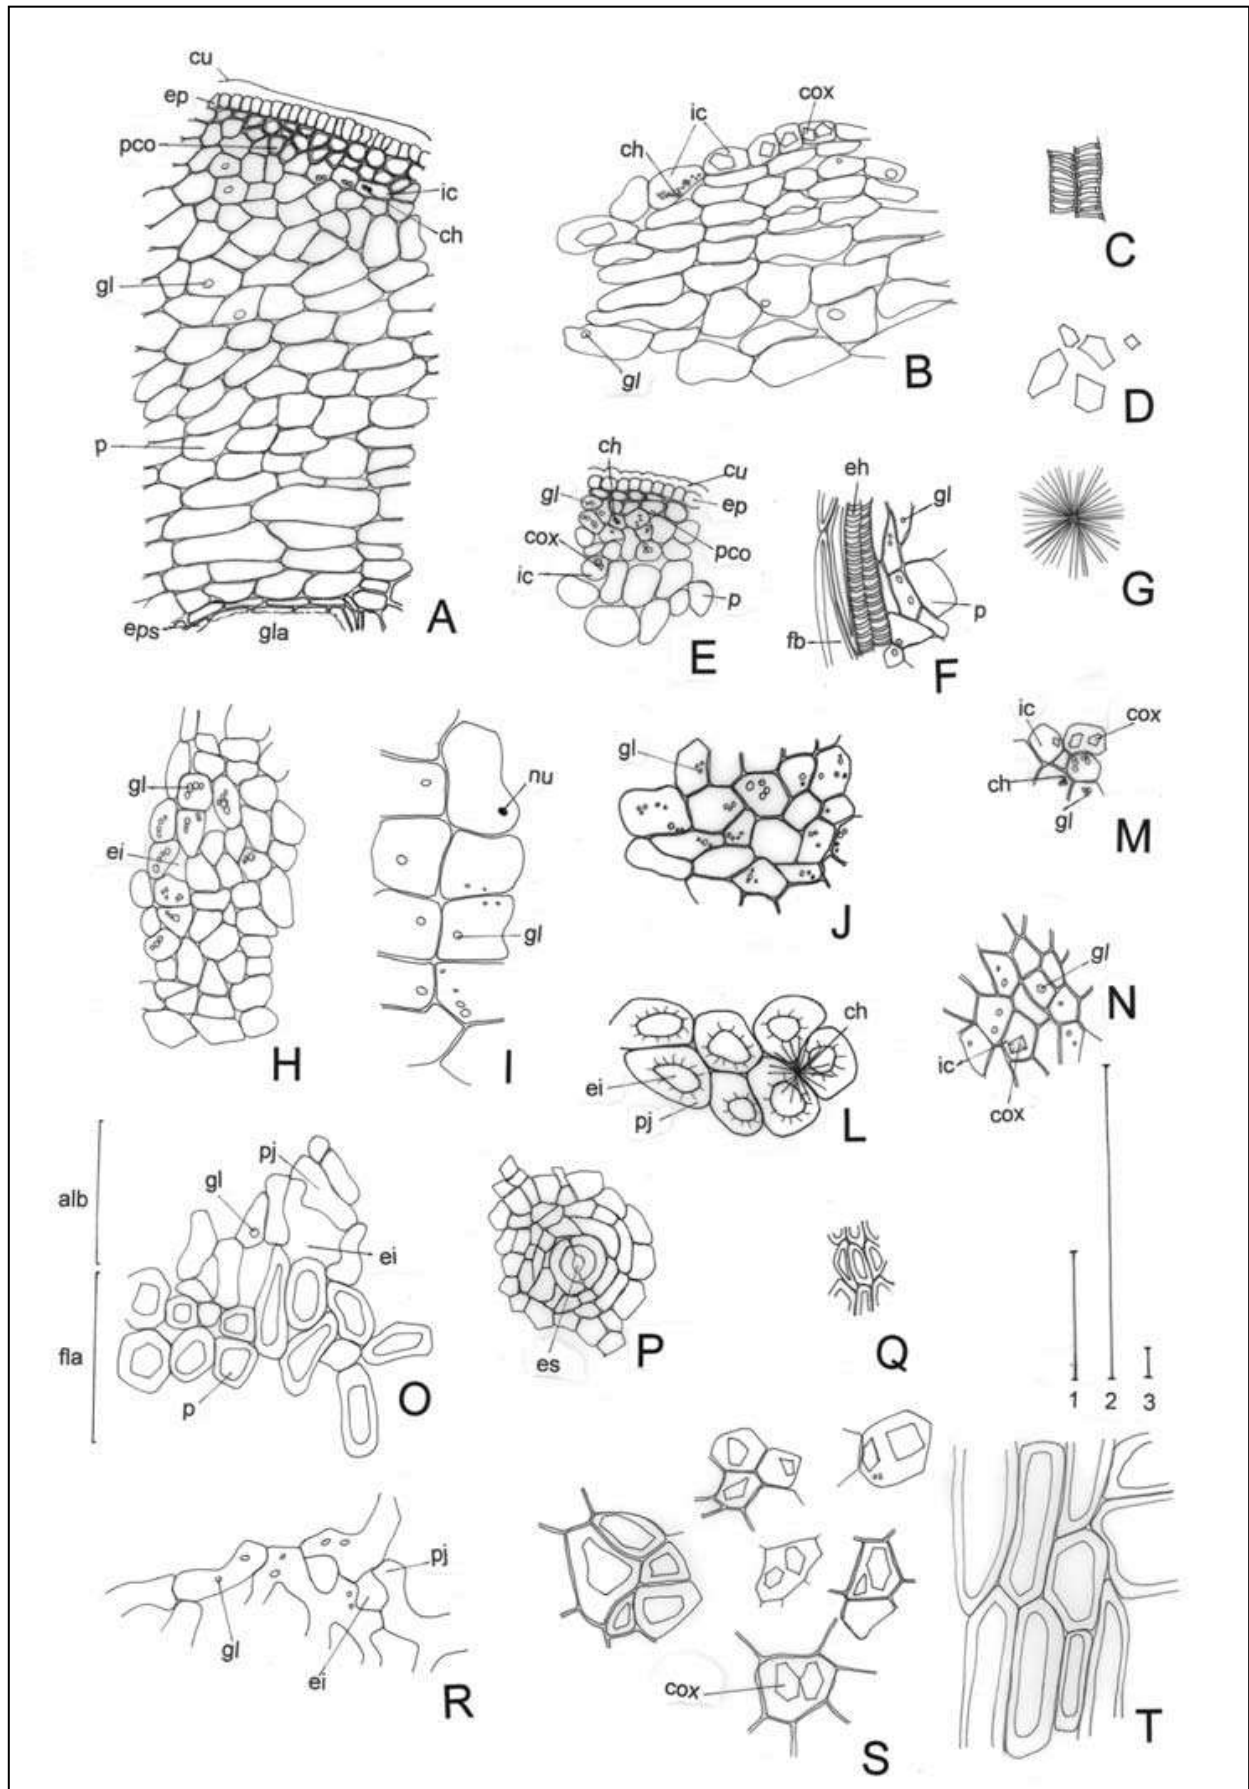 cu
ep
pco
ic
ch
gl
p
eps
gla
A
ic
cox
ch
gl
B
C
D
ch
cu
gl
ep
cox
pco
ic
p
E
eh
gl
p
fb
F
G
gl
ei
H
nu
gl
I
gl
J
ic
cox
ch
gl
M
ch
ei
pj
L
gl
N
ic
cox
alb
pj
gl
ei
fla
p
O
es
P
Q
1 2 3
pj
gl
ei
R
cox
S
T